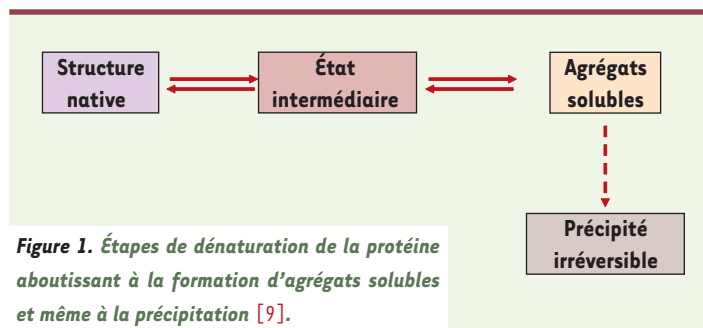 Structure
native
État
intermédiaire
Agrégats
solubles
Précipité
irréversible
Figure 1. Étapes de dénaturation de la protéine
aboutissant à la formation d’agrégats solubles
et même à la précipitation [9].